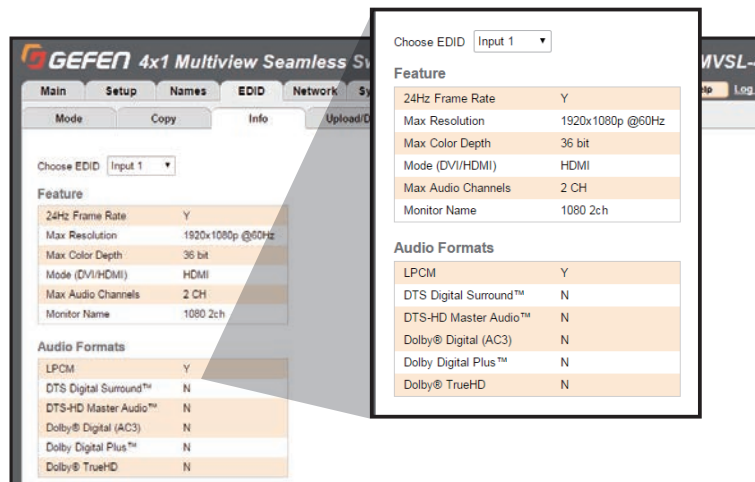 GEFEN 4x1 Multiview Seamless Sw
MVSL-4
Main Setup Names EDID Network Sy
elp Log
Mode Copy Info Upload/D
Choose EDID Input 1
Feature
24Hz Frame Rate Y
Max Resolution 1920x1080p @60Hz
Max Color Depth 36 bit
Mode (DVI/HDMI) HDMI
Max Audio Channels 2 CH
Monitor Name 1080 2ch
Audio Formats
LPCM Y
DTS Digital Surround™ N
DTS-HD Master Audio™ N
Dolby® Digital (AC3) N
Dolby Digital Plus™ N
Dolby® TrueHD N
Choose EDID Input 1
Feature
24Hz Frame Rate Y
Max Resolution 1920x1080p @60Hz
Max Color Depth 36 bit
Mode (DVI/HDMI) HDMI
Max Audio Channels 2 CH
Monitor Name 1080 2ch
Audio Formats
LPCM Y
DTS Digital Surround™ N
DTS-HD Master Audio™ N
Dolby® Digital (AC3) N
Dolby Digital Plus™ N
Dolby® TrueHD N